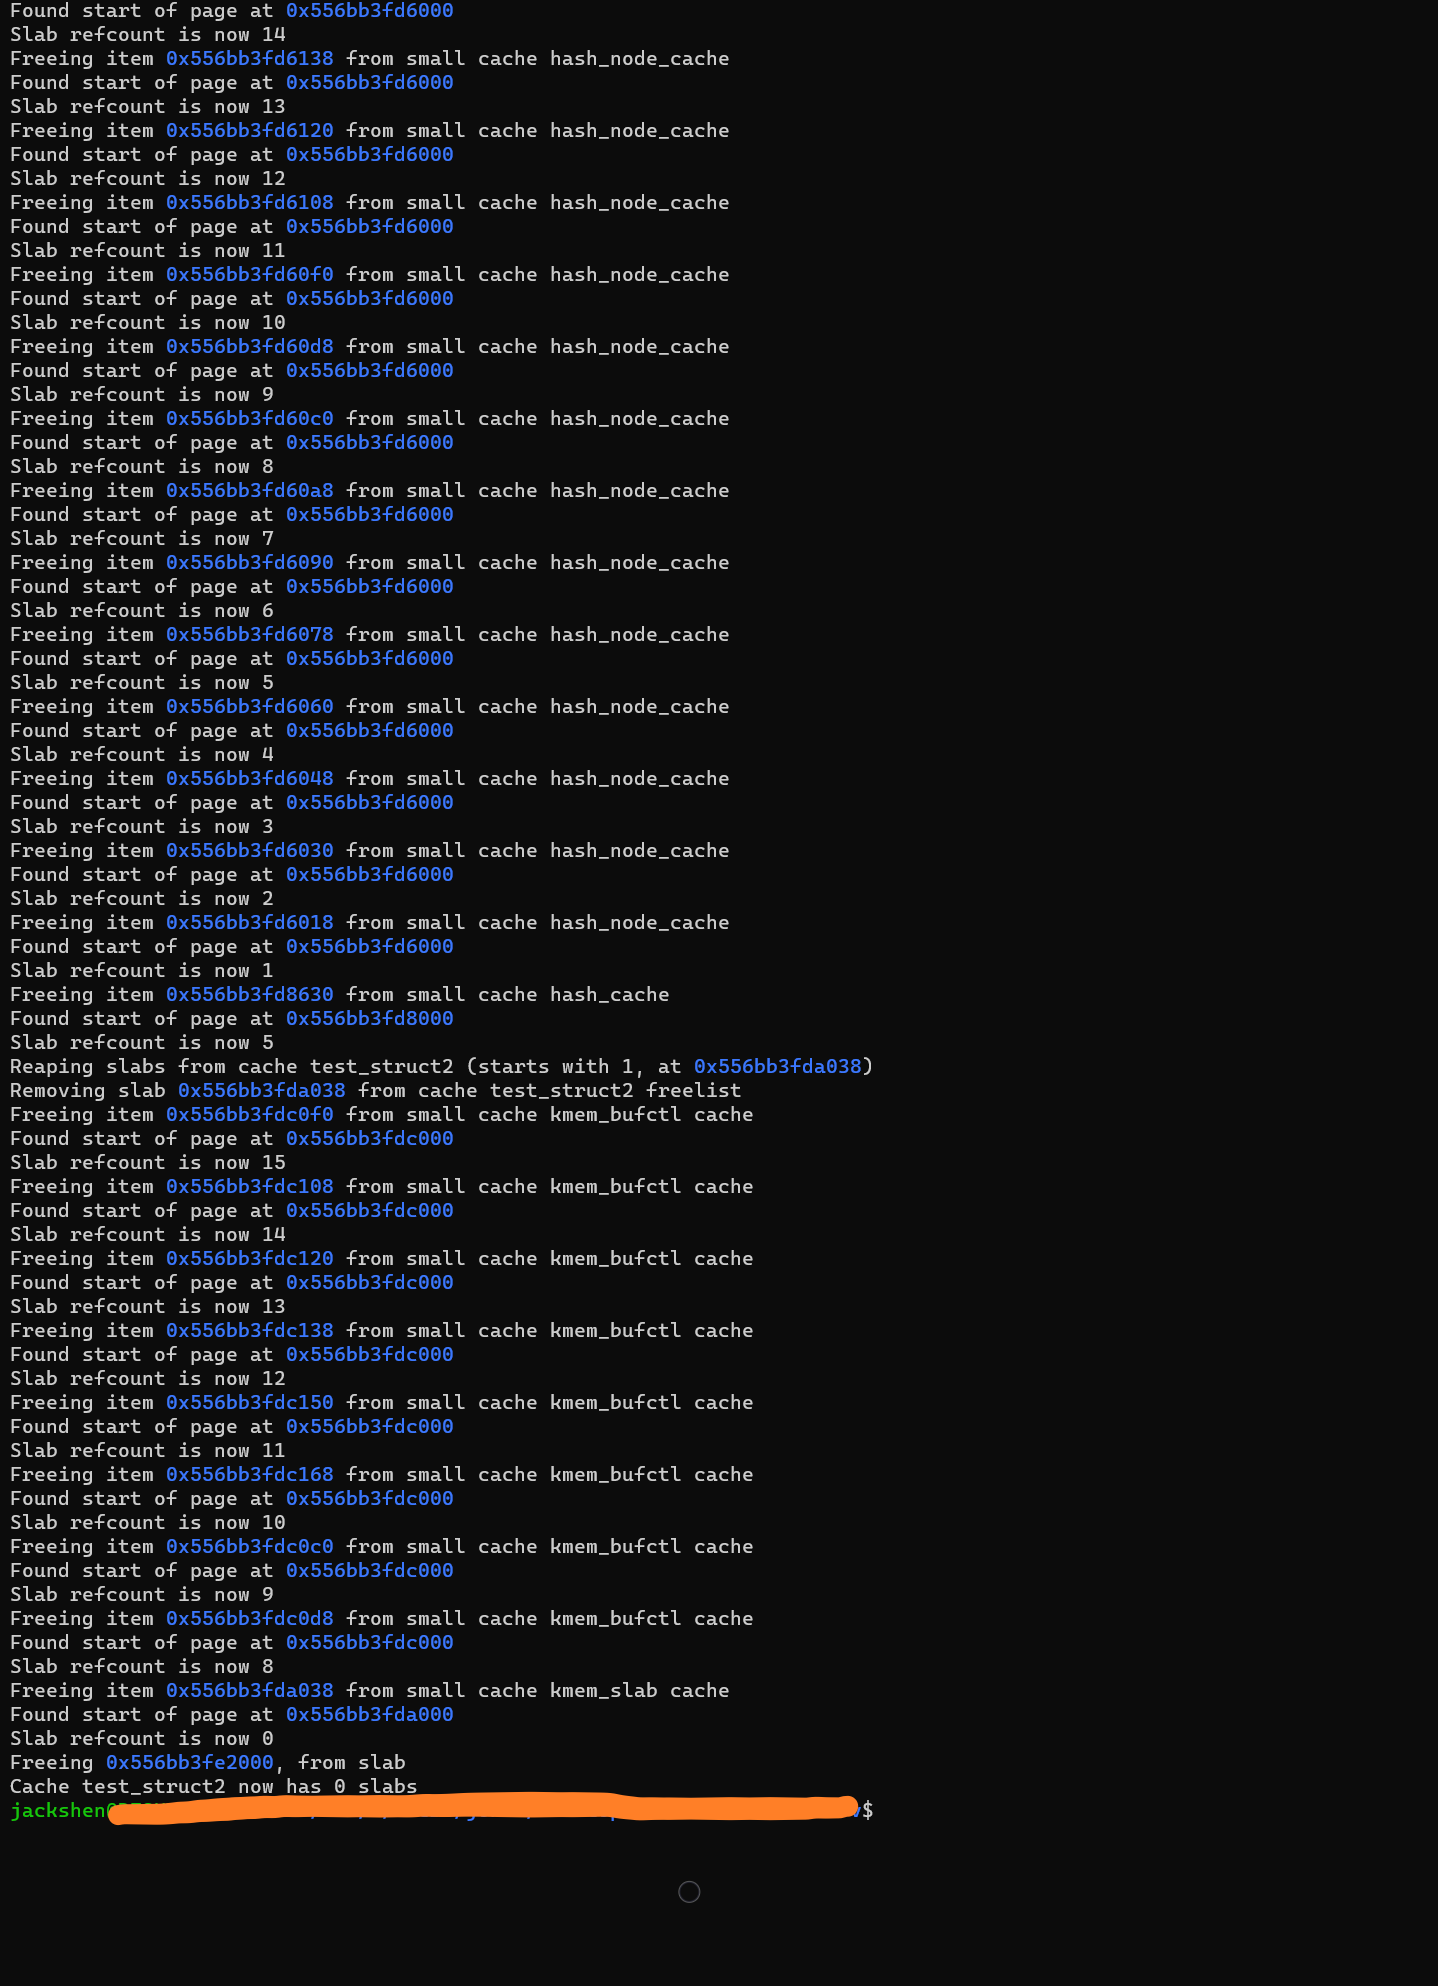 Found start of page at 0x556bb3fd6000
Slab refcount is now 14
Freeing item 0x556bb3fd6138 from small cache hash_node_cache
Found start of page at 0x556bb3fd6000
Slab refcount is now 13
Freeing item 0x556bb3fd6120 from small cache hash_node_cache
Found start of page at 0x556bb3fd6000
Slab refcount is now 12
Freeing item 0x556bb3fd6108 from small cache hash_node_cache
Found start of page at 0x556bb3fd6000
Slab refcount is now 11
Freeing item 0x556bb3fd60f0 from small cache hash_node_cache
Found start of page at 0x556bb3fd6000
Slab refcount is now 10
Freeing item 0x556bb3fd60d8 from small cache hash_node_cache
Found start of page at 0x556bb3fd6000
Slab refcount is now 9
Freeing item 0x556bb3fd60c0 from small cache hash_node_cache
Found start of page at 0x556bb3fd6000
Slab refcount is now 8
Freeing item 0x556bb3fd60a8 from small cache hash_node_cache
Found start of page at 0x556bb3fd6000
Slab refcount is now 7
Freeing item 0x556bb3fd6090 from small cache hash_node_cache
Found start of page at 0x556bb3fd6000
Slab refcount is now 6
Freeing item 0x556bb3fd6078 from small cache hash_node_cache
Found start of page at 0x556bb3fd6000
Slab refcount is now 5
Freeing item 0x556bb3fd6060 from small cache hash_node_cache
Found start of page at 0x556bb3fd6000
Slab refcount is now 4
Freeing item 0x556bb3fd6048 from small cache hash_node_cache
Found start of page at 0x556bb3fd6000
Slab refcount is now 3
Freeing item 0x556bb3fd6030 from small cache hash_node_cache
Found start of page at 0x556bb3fd6000
Slab refcount is now 2
Freeing item 0x556bb3fd6018 from small cache hash_node_cache
Found start of page at 0x556bb3fd6000
Slab refcount is now 1
Freeing item 0x556bb3fd8630 from small cache hash_cache
Found start of page at 0x556bb3fd8000
Slab refcount is now 5
Reaping slabs from cache test_struct2 (starts with 1, at 0x556bb3fda038)
Removing slab 0x556bb3fda038 from cache test_struct2 freelist
Freeing item 0x556bb3fdc0f0 from small cache kmem_bufctl cache
Found start of page at 0x556bb3fdc000
Slab refcount is now 15
Freeing item 0x556bb3fdc108 from small cache kmem_bufctl cache
Found start of page at 0x556bb3fdc000
Slab refcount is now 14
Freeing item 0x556bb3fdc120 from small cache kmem_bufctl cache
Found start of page at 0x556bb3fdc000
Slab refcount is now 13
Freeing item 0x556bb3fdc138 from small cache kmem_bufctl cache
Found start of page at 0x556bb3fdc000
Slab refcount is now 12
Freeing item 0x556bb3fdc150 from small cache kmem_bufctl cache
Found start of page at 0x556bb3fdc000
Slab refcount is now 11
Freeing item 0x556bb3fdc168 from small cache kmem_bufctl cache
Found start of page at 0x556bb3fdc000
Slab refcount is now 10
Freeing item 0x556bb3fdc0c0 from small cache kmem_bufctl cache
Found start of page at 0x556bb3fdc000
Slab refcount is now 9
Freeing item 0x556bb3fdc0d8 from small cache kmem_bufctl cache
Found start of page at 0x556bb3fdc000
Slab refcount is now 8
Freeing item 0x556bb3fda038 from small cache kmem_slab cache
Found start of page at 0x556bb3fda000
Slab refcount is now 0
Freeing 0x556bb3fe2000, from slab
Cache test_struct2 now has 0 slabs
jackshen $